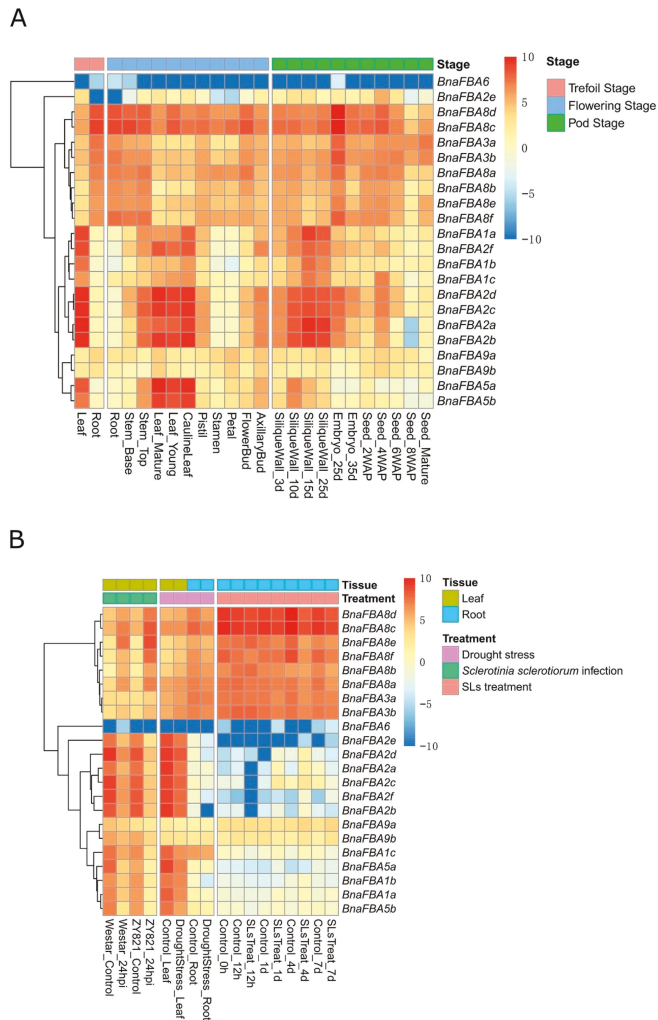 A
Stage
BnaFBA6
BnaFBA2e
BnaFBA8d
BnaFBA8c
BnaFBA3a
BnaFBA3b
BnaFBA8a
BnaFBA8b
BnaFBA8e
BnaFBA8f
BnaFBA1a
BnaFBA2f
BnaFBA1b
BnaFBA1c
BnaFBA2d
BnaFBA2c
BnaFBA2a
BnaFBA2b
BnaFBA9a
BnaFBA9b
BnaFBA5a
BnaFBA5b
10
5
0
−5
−10
Stage
Trefoil Stage
Flowering Stage
Pod Stage
Leaf
Root
Root
Stem_Base
Stem_Top
Leaf_Mature
Leaf_Young
CaulineLeaf
Pistil
Stamen
Petal
FlowerBud
AxillaryBud
SiliqueWall_3d
SiliqueWall_10d
SiliqueWall_15d
SiliqueWall_25d
Embryo_25d
Embryo_35d
Seed_2WAP
Seed_4WAP
Seed_6WAP
Seed_8WAP
Seed_Mature
B
Tissue
Treatment
BnaFBA8d
BnaFBA8c
BnaFBA8e
BnaFBA8f
BnaFBA8b
BnaFBA8a
BnaFBA3a
BnaFBA3b
BnaFBA6
BnaFBA2e
BnaFBA2d
BnaFBA2a
BnaFBA2c
BnaFBA2f
BnaFBA2b
BnaFBA9a
BnaFBA9b
BnaFBA1c
BnaFBA5a
BnaFBA1b
BnaFBA1a
BnaFBA5b
10
5
0
−5
−10
Tissue
Leaf
Root
Treatment
Drought stress
Sclerotinia sclerotiorum infection
SLs treatment
Westar_Control
Westar_24hpi
ZY821_Control
ZY821_24hpi
Control_Leaf
DroughtStress_Leaf
Control_Root
DroughtStress_Root
Control_0h
Control_12h
SLsTreat_12h
Control_1d
SLsTreat_1d
Control_4d
SLsTreat_4d
Control_7d
SLsTreat_7d